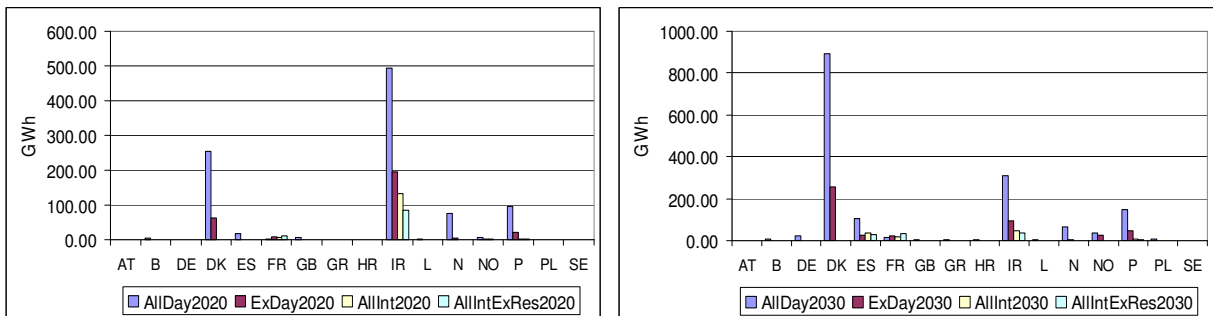 600.00
500.00
400.00
300.00
200.00
100.00
0.00
GWh
AT B DE DK ES FR GB GR HR IR L N NO P PL SE
AllDay2020 ExDay2020 AllInt2020 AllIntExRes2020
1000.00
800.00
600.00
400.00
200.00
0.00
GWh
AT B DE DK ES FR GB GR HR IR L N NO P PL SE
AllDay2030 ExDay2030 AllInt2030 AllIntExRes2030